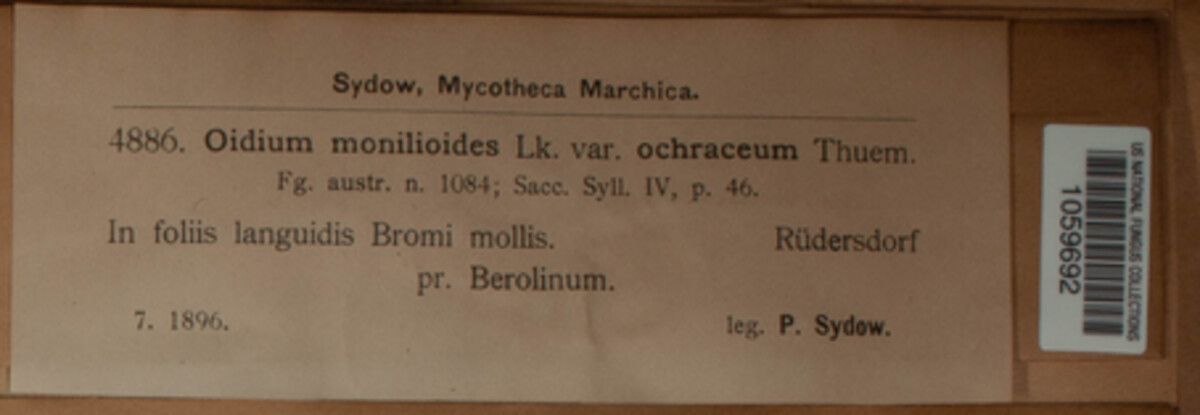 Sydow, Mycotheca Marchica.
4886. Oidium monilioides Lk. var. ochraceum Thuem.
Fg. austr. n. 1084; Sacc. Syll. IV, p. 46.
In foliis languidis Bromi mollis. Rüdersdorf
pr. Berolinum.
7. 1896. leg. P. Sydow.
US NATIONAL FUNGUS COLLECTIONS
1059692